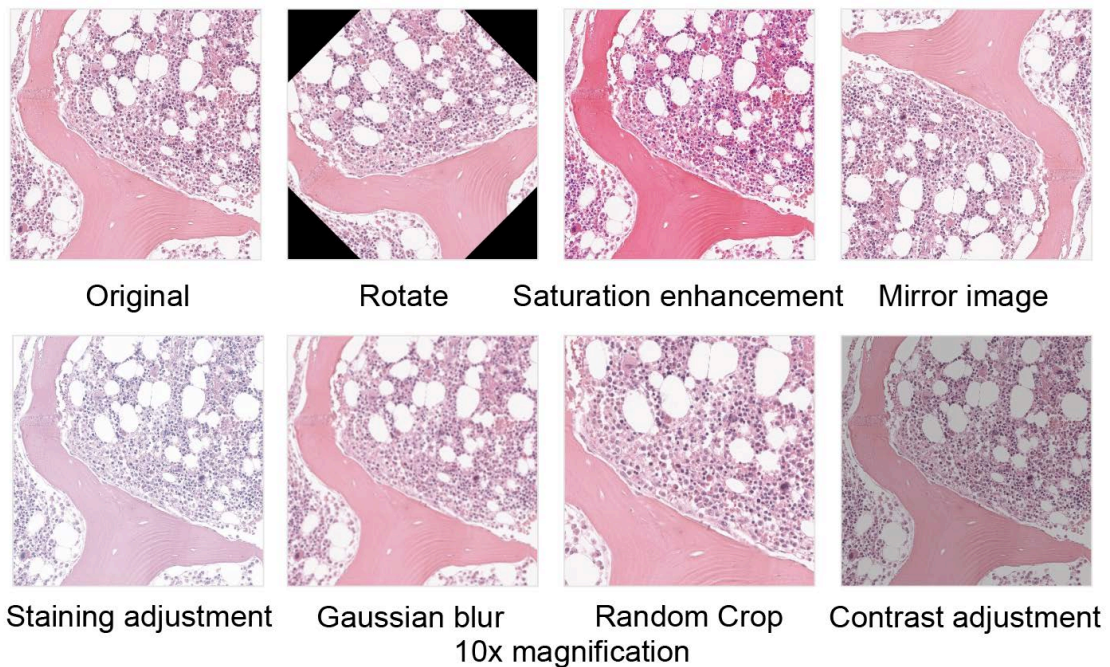 Original
Rotate
Saturation enhancement
Mirror image
Staining adjustment
Gaussian blur
Random Crop
Contrast adjustment
10x magnification